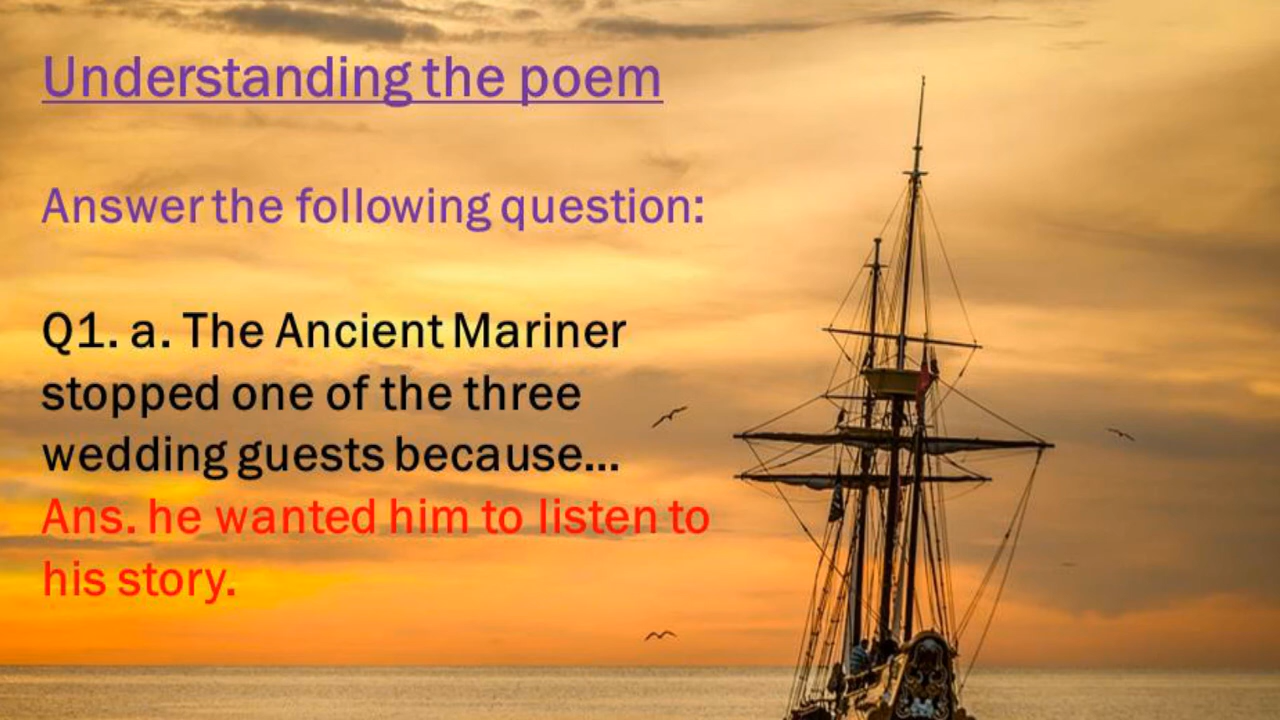 Understanding the poem
Answer the following question:
Q1. a. The Ancient Mariner
stopped one of the three
wedding guests because...
Ans. he wanted him to listen to
his story.